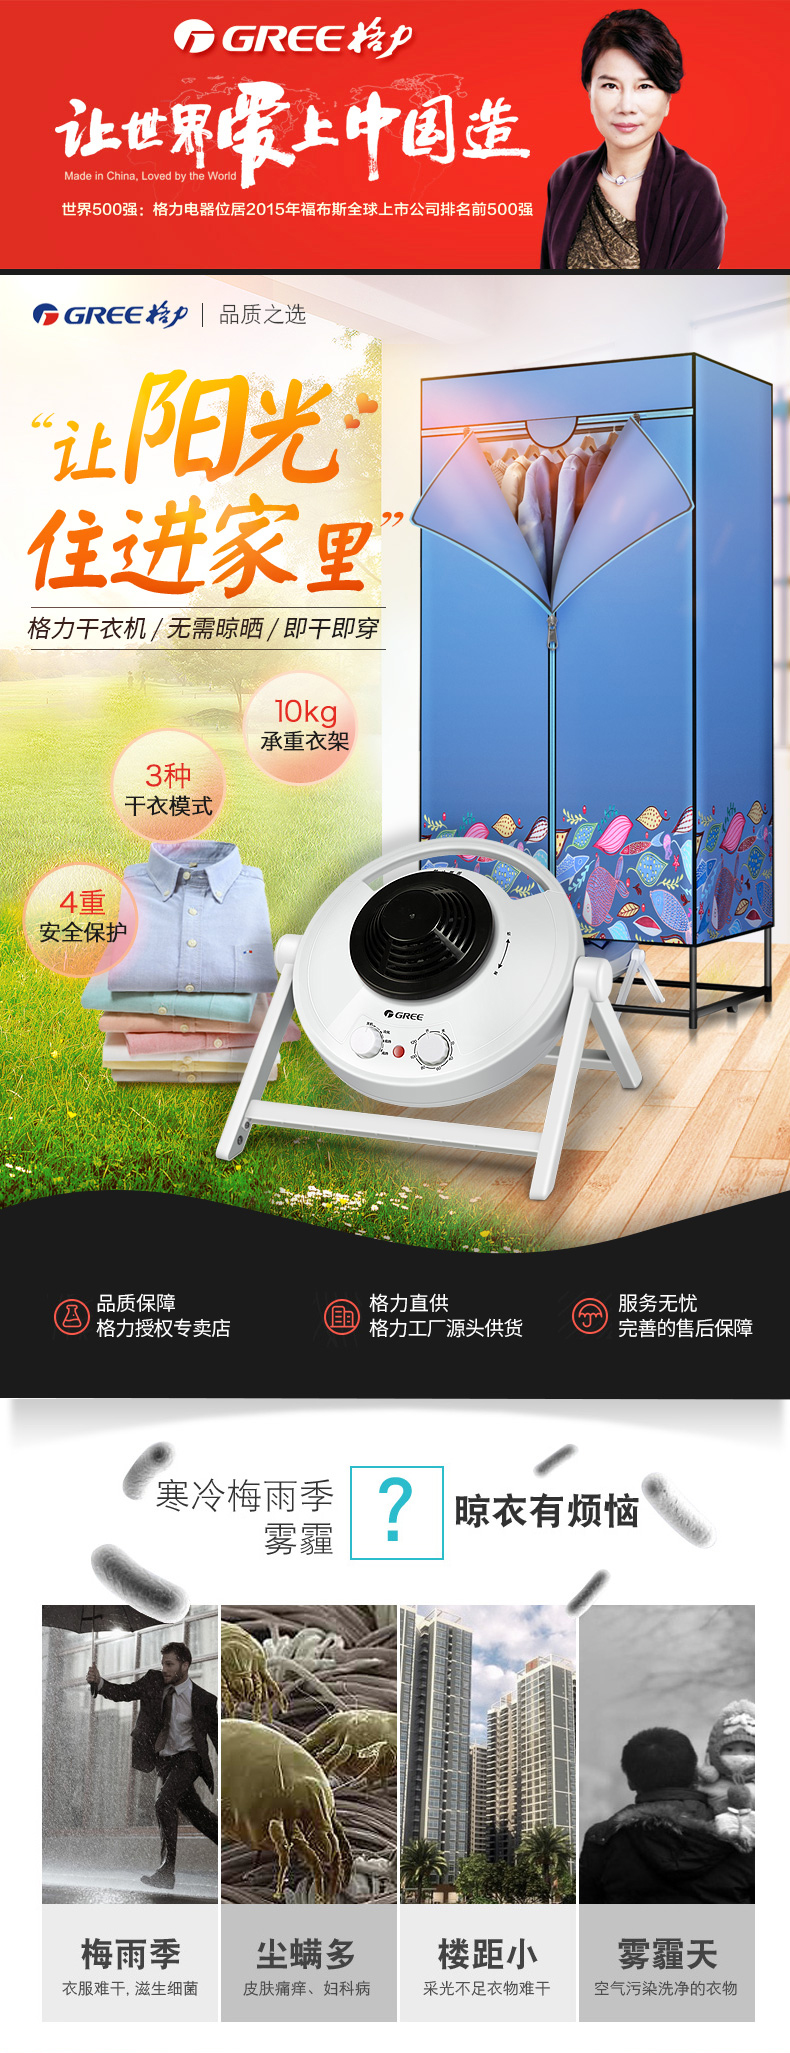 GREE格力
让世界爱上中国造
Made in China, Loved by the World
世界500强：格力电器位居2015年福布斯全球上市公司排名前500强
GREE格力 | 品质之选
“让阳光
住进家里”
格力干衣机 / 无需晾晒 / 即干即穿
10kg
承重衣架
3种
干衣模式
4重
安全保护
GREE
品质保障
格力授权专卖店
格力直供
格力工厂源头供货
服务无忧
完善的售后保障
寒冷梅雨季
雾霾
?
晾衣有烦恼
梅雨季
衣服难干, 滋生细菌
尘螨多
皮肤痛痒、妇科病
楼距小
采光不足衣物难干
雾霾天
空气污染洗净的衣物